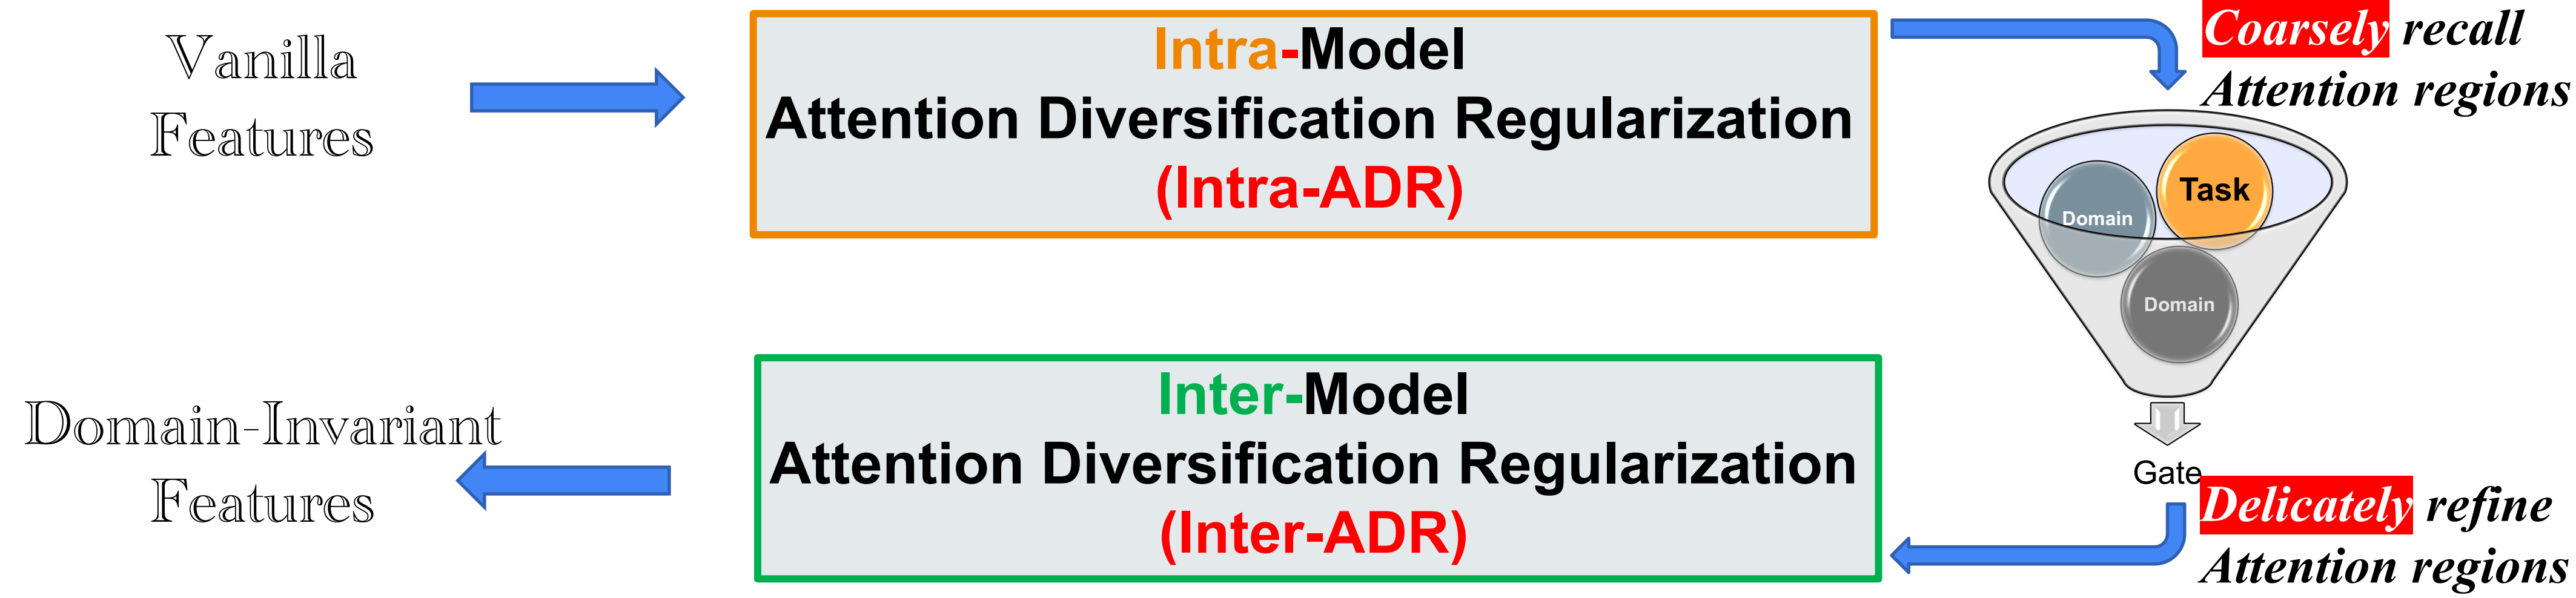 Vanilla
Features
Intra-Model
Attention Diversification Regularization
(Intra-ADR)
Coarsely recall
Attention regions
Task
Domain
Domain
Gate
Delicately refine
Attention regions
Inter-Model
Attention Diversification Regularization
(Inter-ADR)
Domain-Invariant
Features